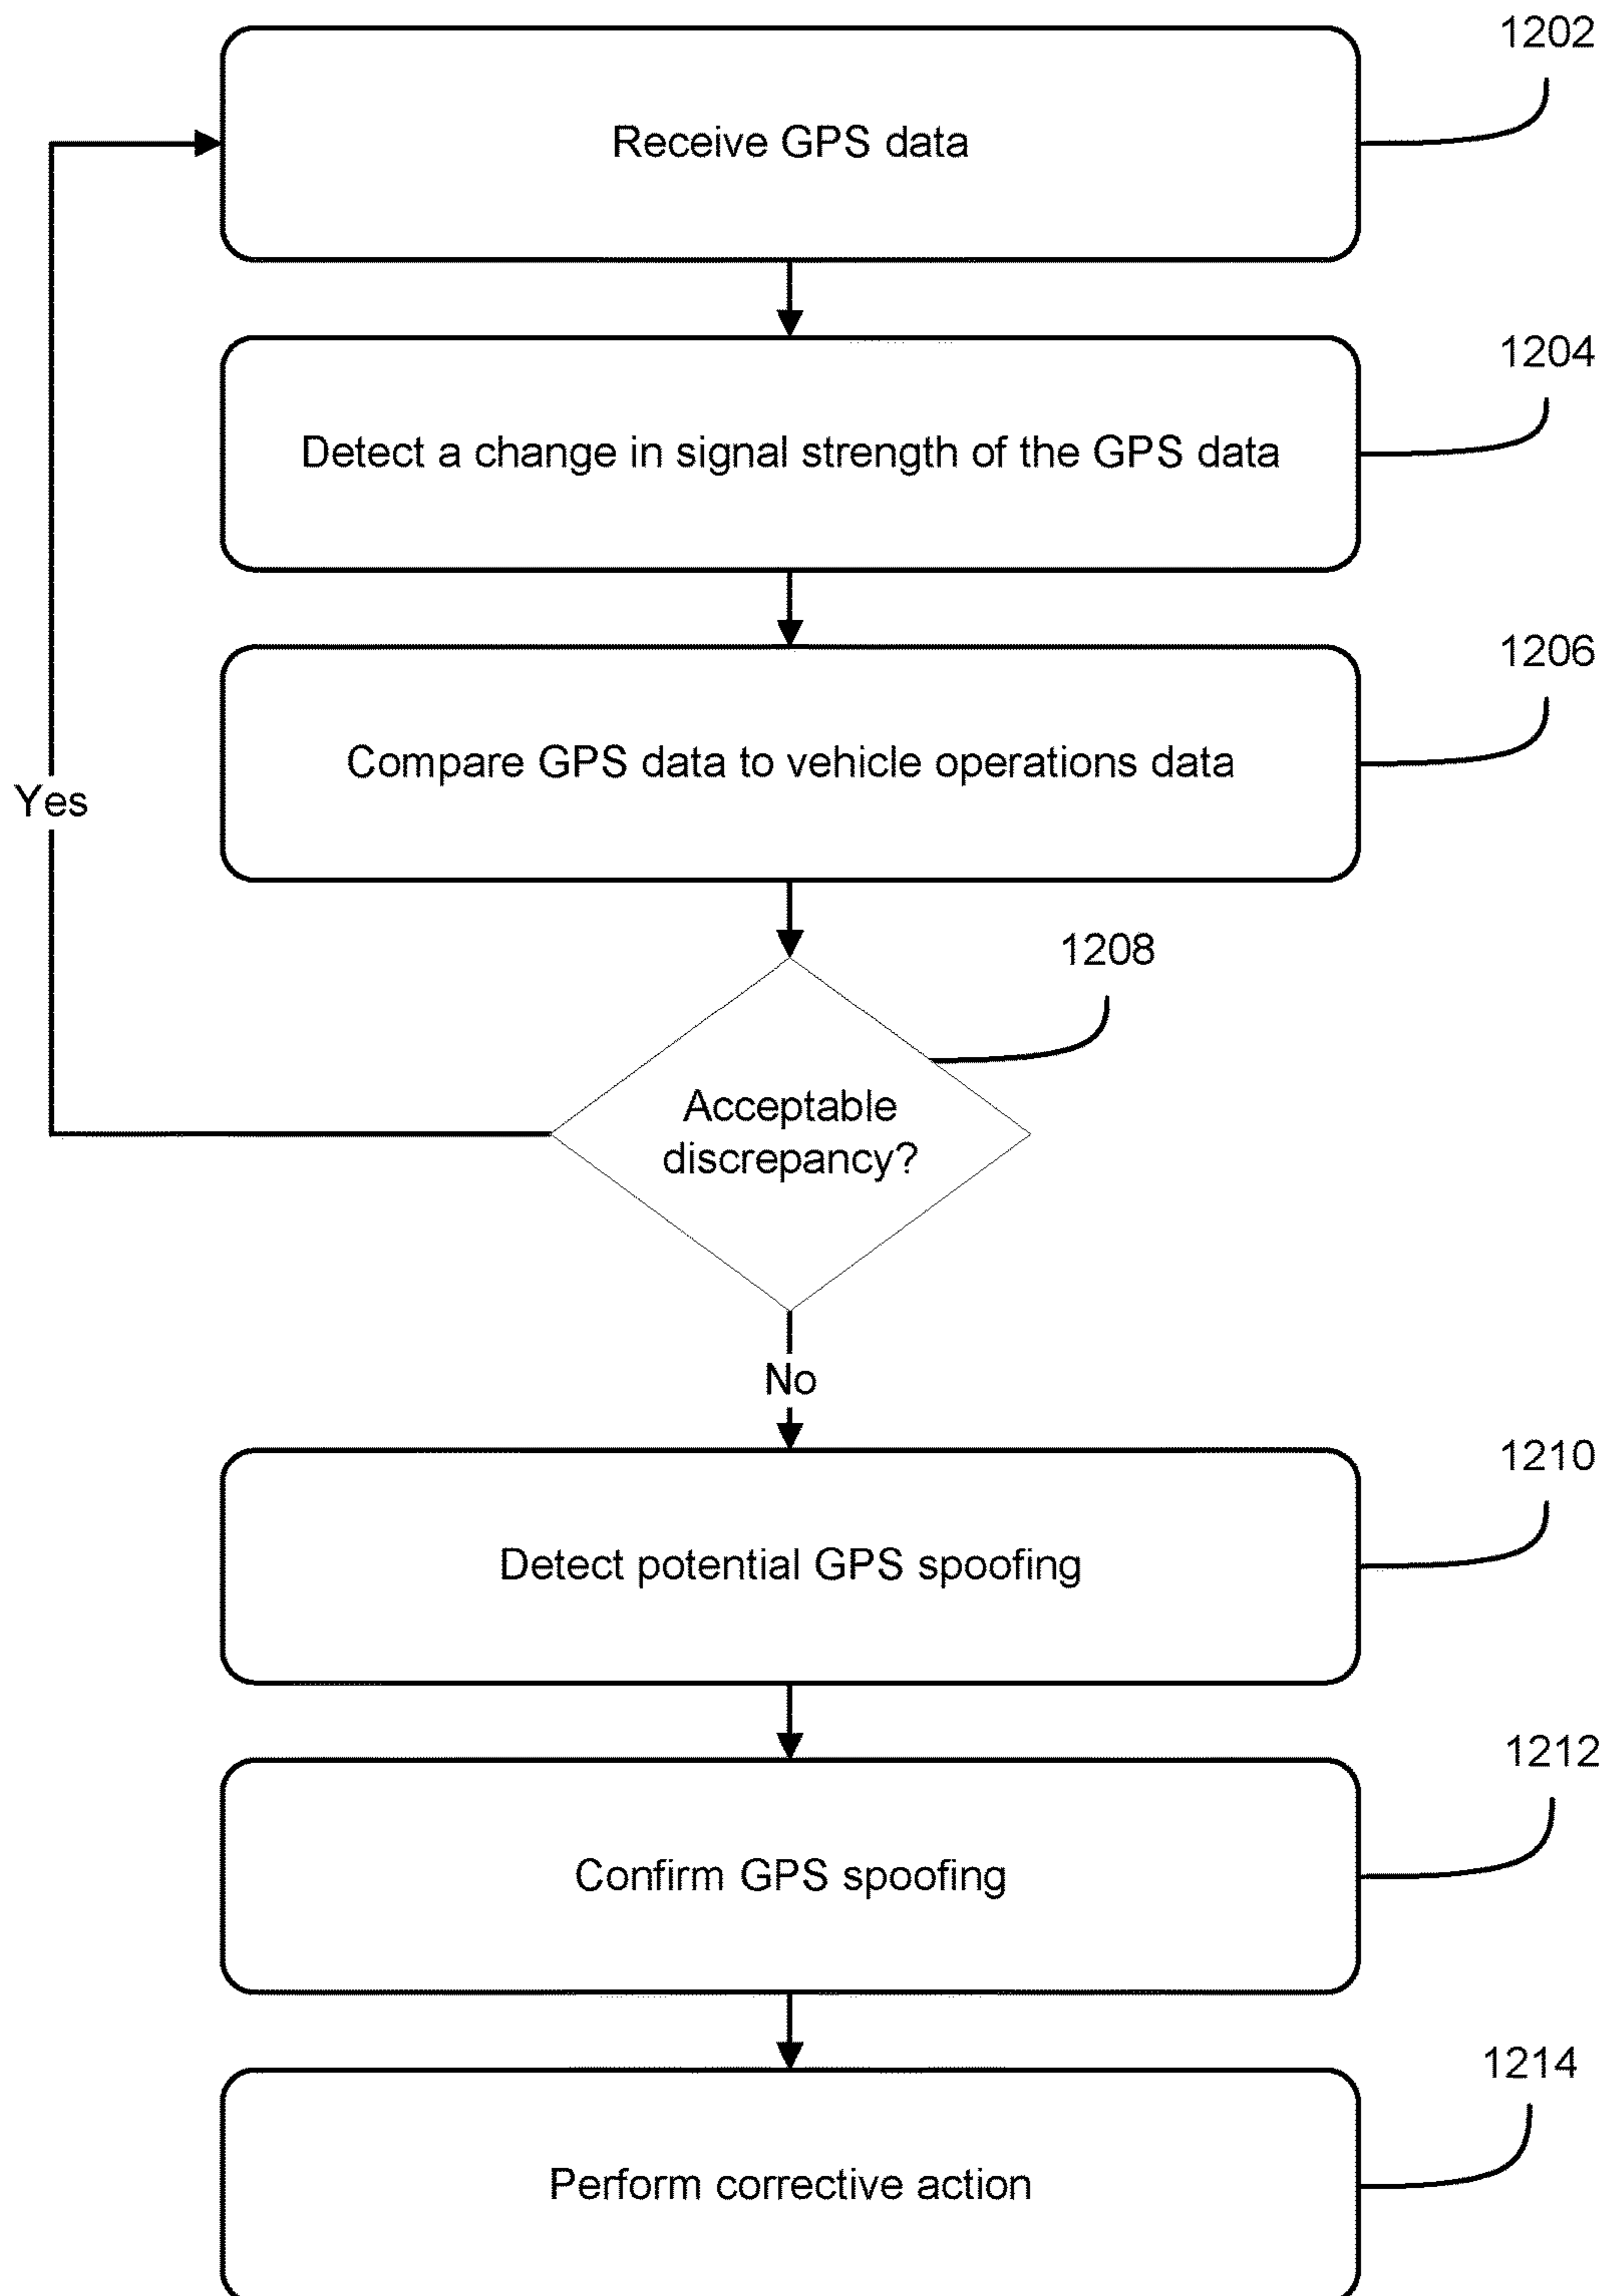 1202
Receive GPS data
1204
Detect a change in signal strength of the GPS data
1206
Compare GPS data to vehicle operations data
Yes
1208
Acceptable
discrepancy?
No
1210
Detect potential GPS spoofing
1212
Confirm GPS spoofing
1214
Perform corrective action